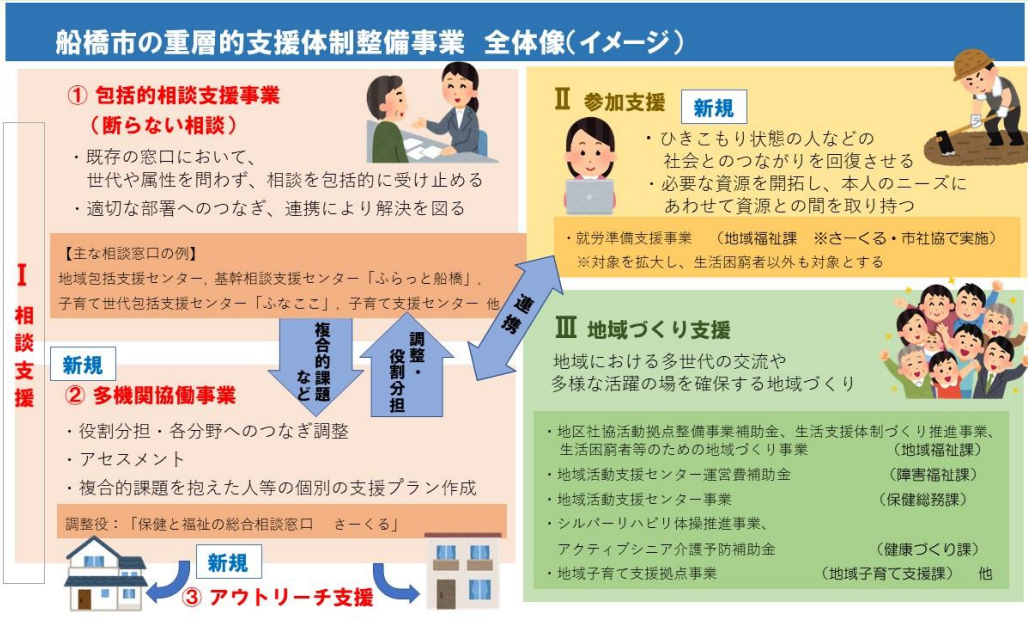 船橋市の重層的支援体制整備事業 全体像(イメージ)
Ⅰ 相談支援
① 包括的相談支援事業
(断らない相談)
・既存の窓口において、
世代や属性を問わず、相談を包括的に受け止める
・適切な部署へのつなぎ、連携により解決を図る
【主な相談窓口の例】
地域包括支援センター, 基幹相談支援センター「ふらっと船橋」,
子育て世代包括支援センター「ふなここ」, 子育て支援センター 他
複合的課題
など
調整・
役割分担
連携
新規
② 多機関協働事業
・役割分担・各分野へのつなぎ調整
・アセスメント
・複合的課題を抱えた人等の個別の支援プラン作成
調整役:「保健と福祉の総合相談窓口 さーくる」
新規
③ アウトリーチ支援
Ⅱ 参加支援 新規
・ひきこもり状態の人などの
社会とのつながりを回復させる
・必要な資源を開拓し、本人のニーズに
あわせて資源との間を取り持つ
・就労準備支援事業 (地域福祉課 ※さーくる・市社協で実施)
※対象を拡大し、生活困窮者以外も対象とする
Ⅲ 地域づくり支援
地域における多世代の交流や
多様な活躍の場を確保する地域づくり
・地区社協活動拠点整備事業補助金、生活支援体制づくり推進事業、
生活困窮者等のための地域づくり事業 (地域福祉課)
・地域活動支援センター運営費補助金 (障害福祉課)
・地域活動支援センター事業 (保健総務課)
・シルバーリハビリ体操推進事業、
アクティブシニア介護予防補助金 (健康づくり課)
・地域子育て支援拠点事業 (地域子育て支援課) 他